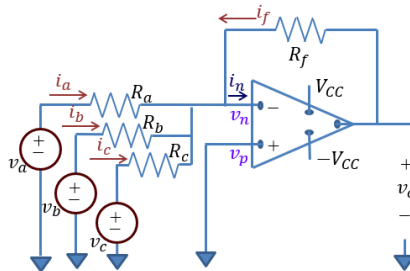 i_f
R_f
i_a
R_a
i_n
V_CC
i_b
R_b
v_n
−
i_c
R_c
v_p
+
−V_CC
+
−
v_a
+
−
v_b
+
−
v_c
+
v_o
−